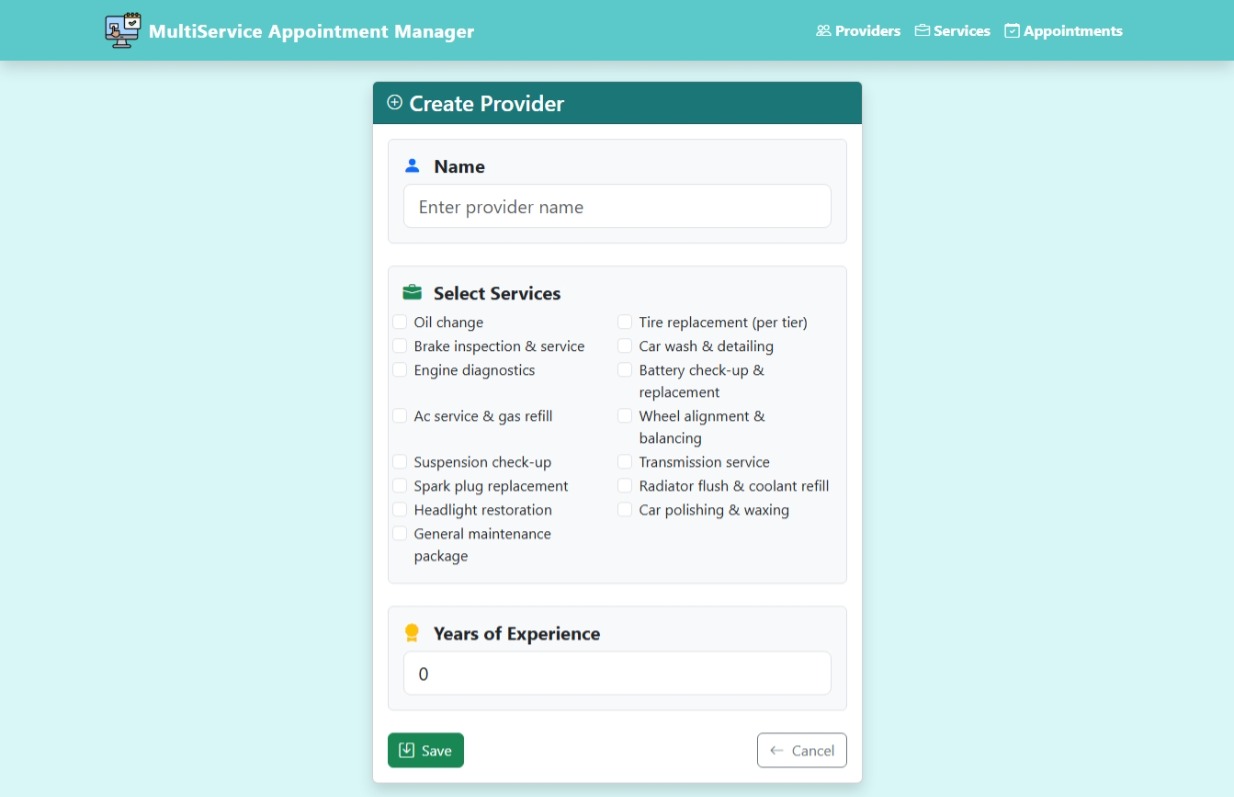 MultiService Appointment Manager
Providers Services Appointments
Create Provider
Name
Enter provider name
Select Services
Oil change
Tire replacement (per tier)
Brake inspection & service
Car wash & detailing
Engine diagnostics
Battery check-up &
replacement
Ac service & gas refill
Wheel alignment &
balancing
Suspension check-up
Transmission service
Spark plug replacement
Radiator flush & coolant refill
Headlight restoration
Car polishing & waxing
General maintenance
package
Years of Experience
0
Save
Cancel